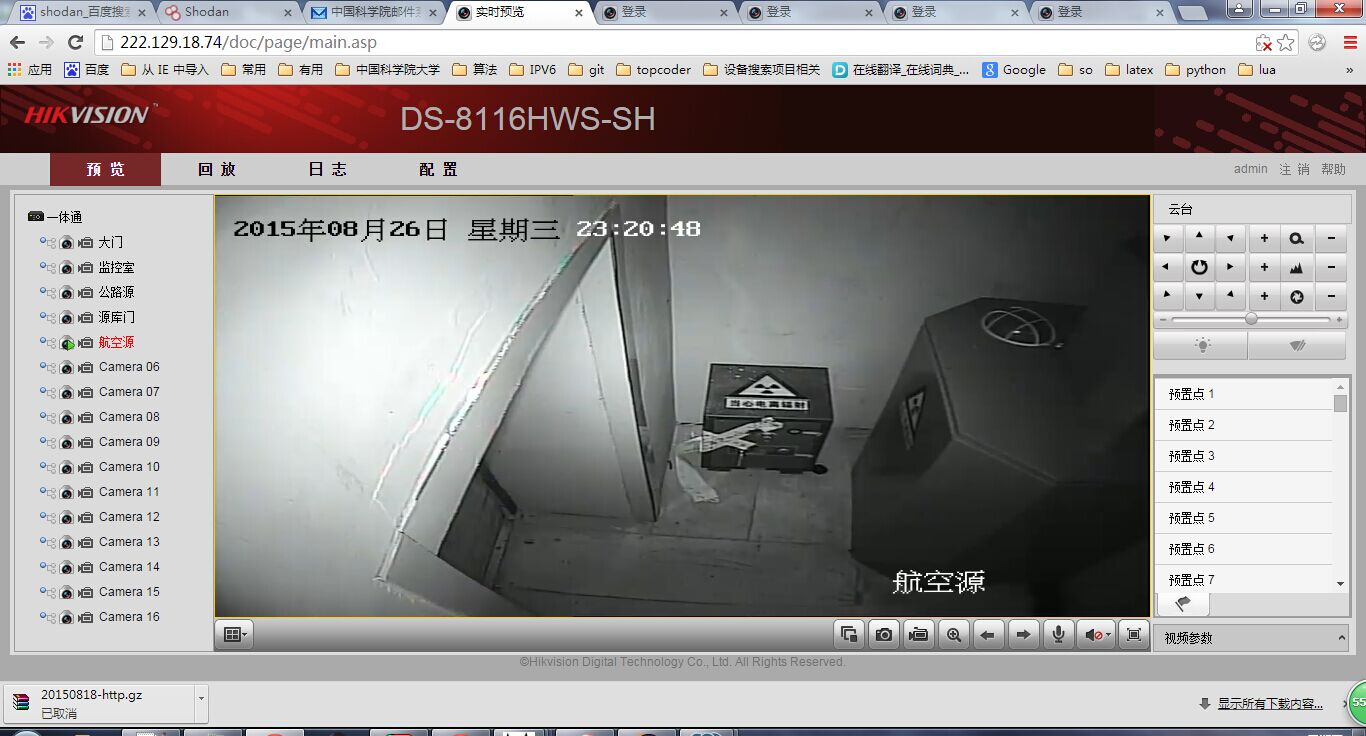 shodan_百度搜
Shodan
中国科学院邮件
实时预览
登录
登录
登录
登录
222.129.18.74/doc/page/main.asp
应用
百度
从 IE 中导入
常用
有用
中国科学院大学
算法
IPV6
git
topcoder
设备搜索项目相关
在线翻译_在线词典_...
Google
so
latex
python
lua
»
HIKVISION™
DS-8116HWS-SH
预览
回放
日志
配置
admin
注销
帮助
一体通
大门
监控室
公路源
源库门
航空源
Camera 06
Camera 07
Camera 08
Camera 09
Camera 10
Camera 11
Camera 12
Camera 13
Camera 14
Camera 15
Camera 16
2015年08月26日 星期三 23:20:48
当心电离辐射
航空源
云台
预置点 1
预置点 2
预置点 3
预置点 4
预置点 5
预置点 6
预置点 7
视频参数
©Hikvision Digital Technology Co., Ltd. All Rights Reserved.
20150818-http.gz
已取消
显示所有下载内容...
55